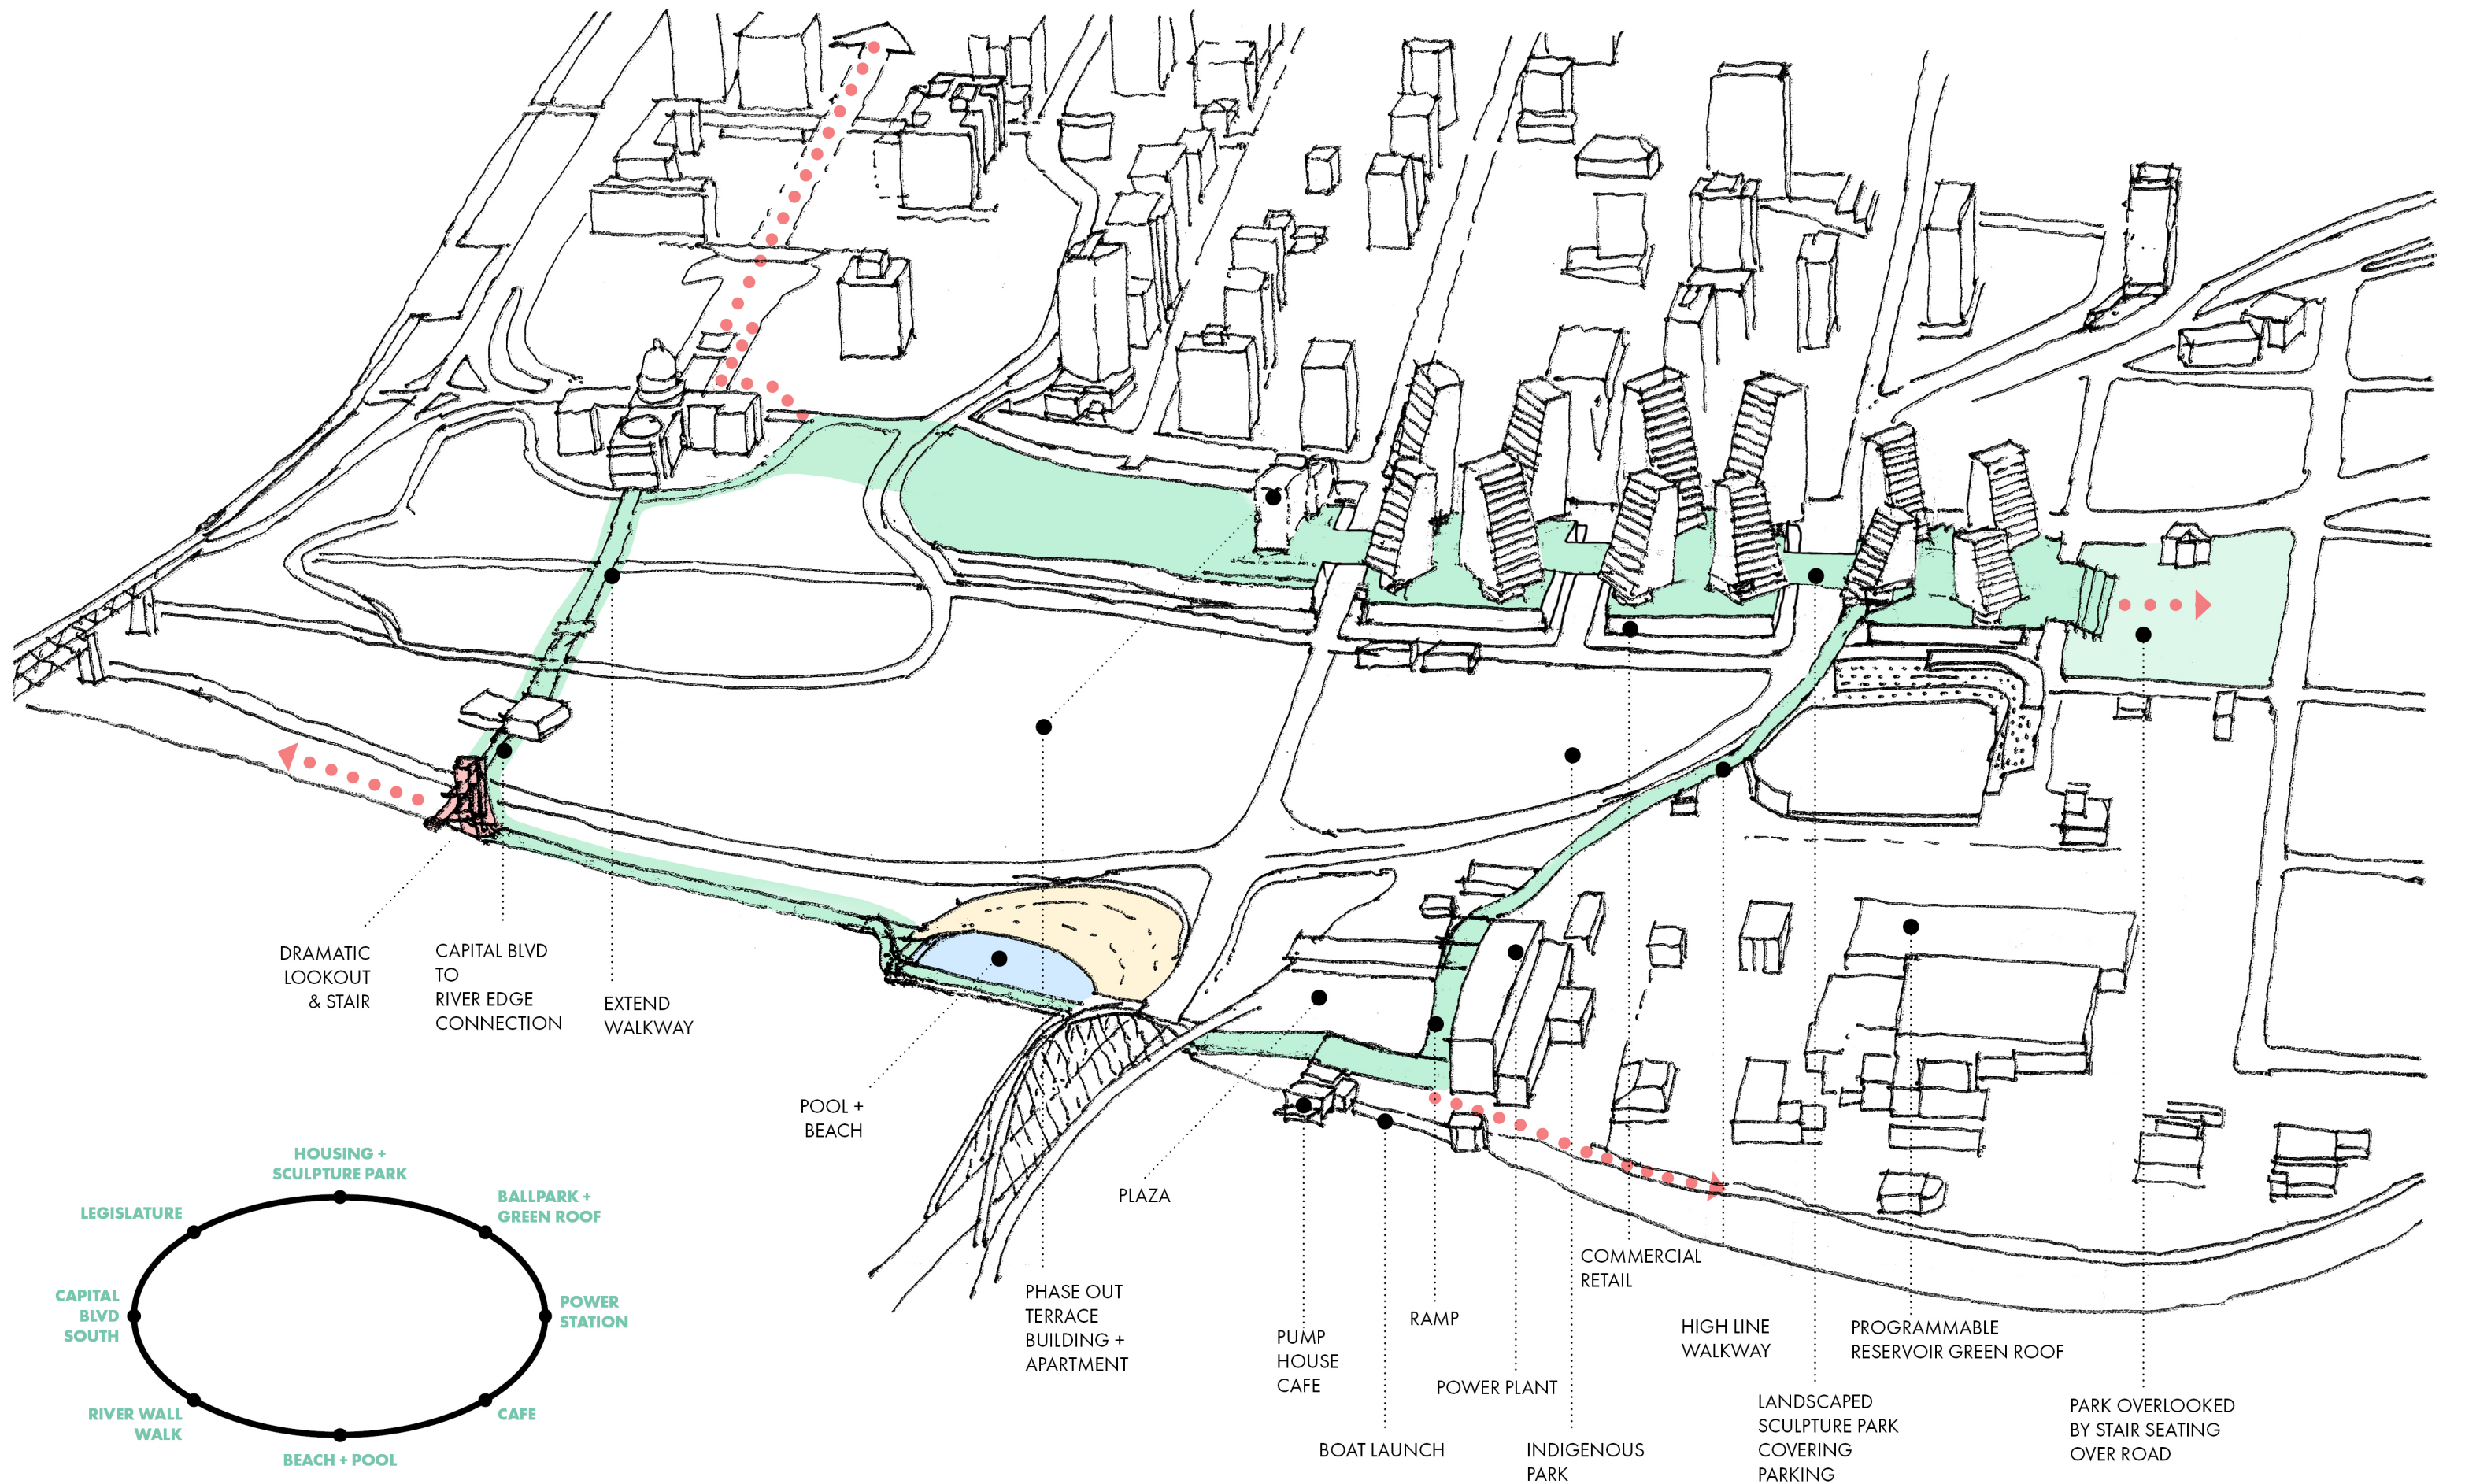 DRAMATIC
LOOKOUT
& STAIR
CAPITAL BLVD
TO
RIVER EDGE
CONNECTION
EXTEND
WALKWAY
POOL +
BEACH
PLAZA
PHASE OUT
TERRACE
BUILDING +
APARTMENT
PUMP
HOUSE
CAFE
BOAT LAUNCH
RAMP
POWER PLANT
INDIGENOUS
PARK
COMMERCIAL
RETAIL
HIGH LINE
WALKWAY
LANDSCAPED
SCULPTURE PARK
COVERING
PARKING
PROGRAMMABLE
RESERVOIR GREEN ROOF
PARK OVERLOOKED
BY STAIR SEATING
OVER ROAD
HOUSING +
SCULPTURE PARK
BALLPARK +
GREEN ROOF
POWER
STATION
CAFE
BEACH + POOL
RIVER WALL
WALK
CAPITAL
BLVD
SOUTH
LEGISLATURE